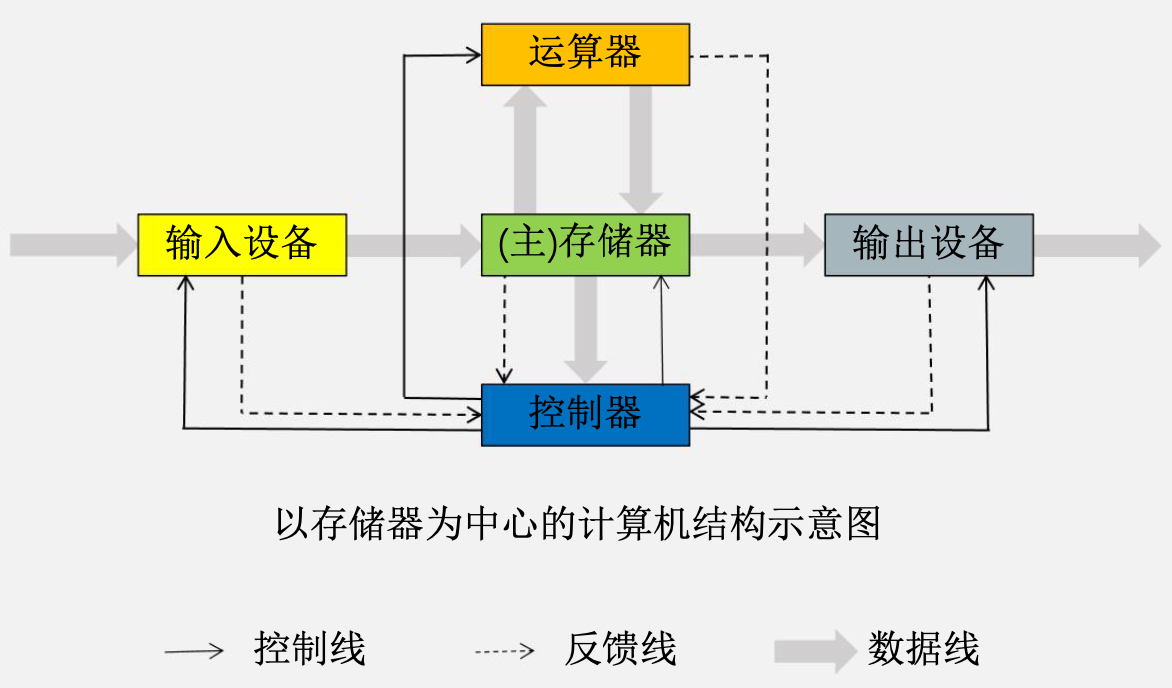 运算器
输入设备
(主)存储器
输出设备
控制器
以存储器为中心的计算机结构示意图
控制线
反馈线
数据线